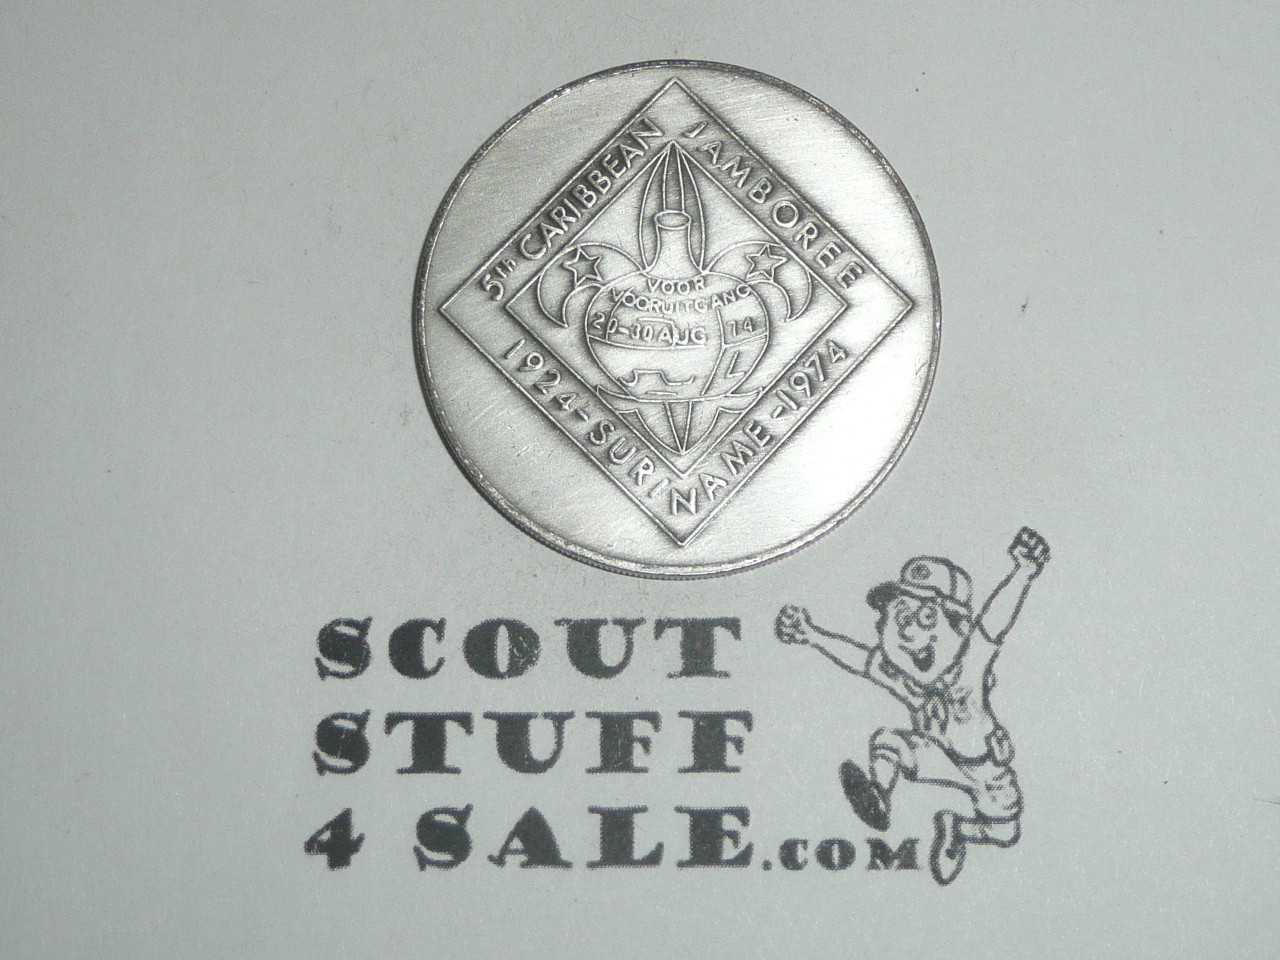 5th CARIBBEAN JAMBOREE
VOOR
VOORUITGANG
20-30 AUG 74
1924-SURINAME-1974
SCOUT
STUFF
4 SALE.COM